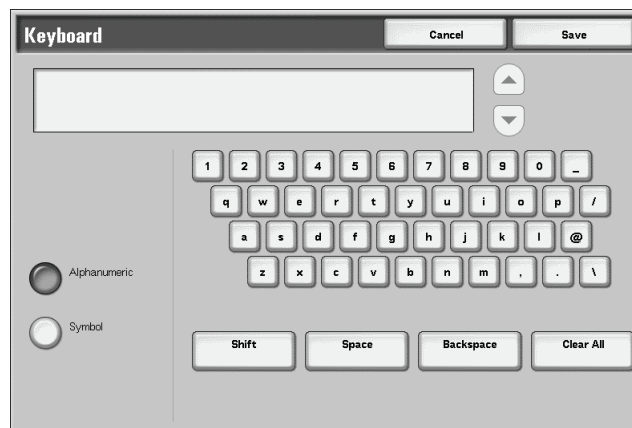 Keyboard Cancel Save
1 2 3 4 5 6 7 8 9 0 _
q w e r t y u i o p /
a s d f g h j k l @
z x c v b n m , . \
Alphanumeric
Symbol
Shift Space Backspace Clear All